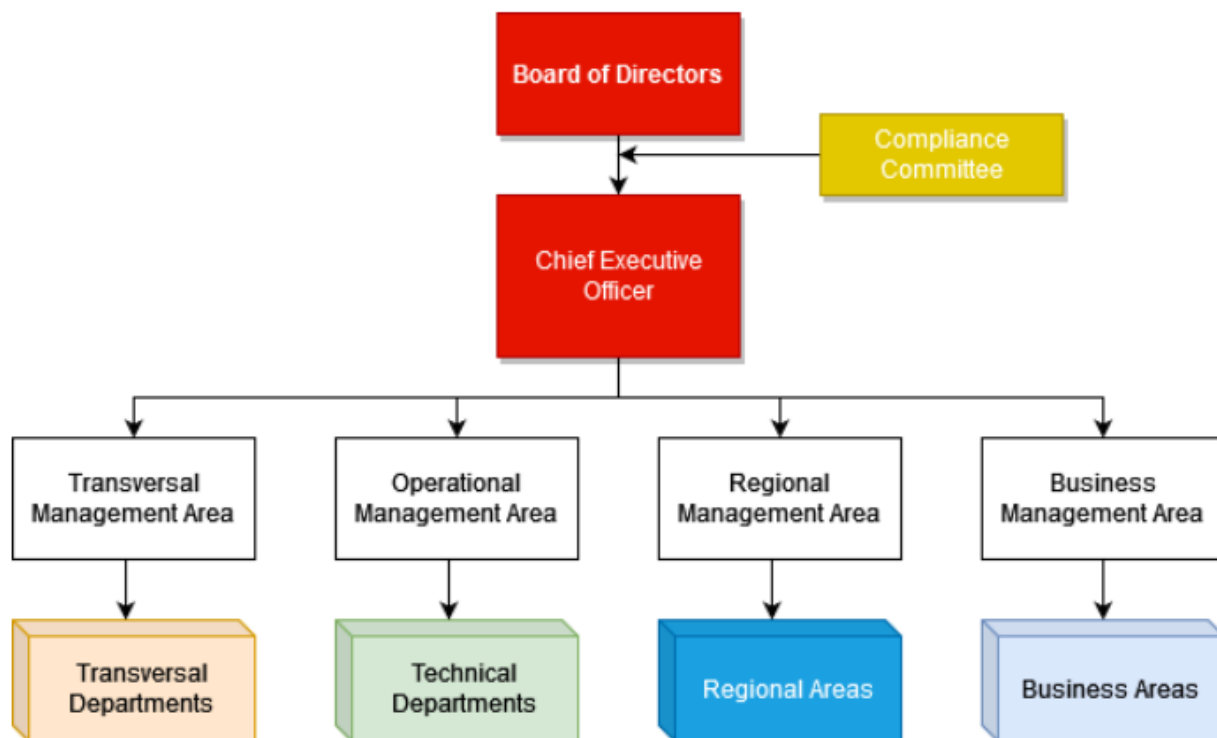 Board of Directors
Compliance
Committee
Chief Executive
Officer
Transversal
Management Area
Operational
Management Area
Regional
Management Area
Business
Management Area
Transversal
Departments
Technical
Departments
Regional Areas
Business Areas